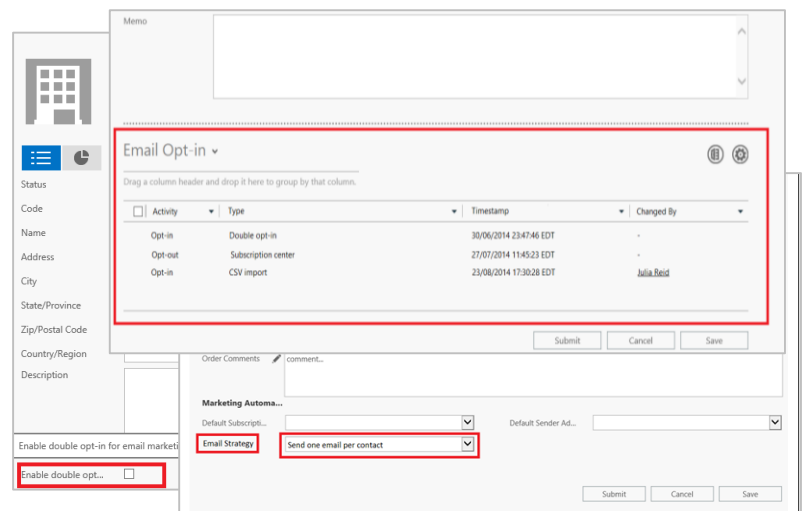 Memo
Email Opt-in
Drag a column header and drop it here to group by that column.
Activity Type Timestamp Changed By
Opt-in Double opt-in 30/06/2014 23:47:46 EDT -
Opt-out Subscription center 27/07/2014 11:45:23 EDT -
Opt-in CSV import 23/08/2014 17:30:28 EDT Julia Reid
Submit Cancel Save
Status
Code
Name
Address
City
State/Province
Zip/Postal Code
Country/Region
Description
Enable double opt-in for email marketi
Enable double opt...
Order Comments comment...
Marketing Automa...
Default Subscripti... Default Sender Ad...
Email Strategy Send one email per contact
Submit Cancel Save